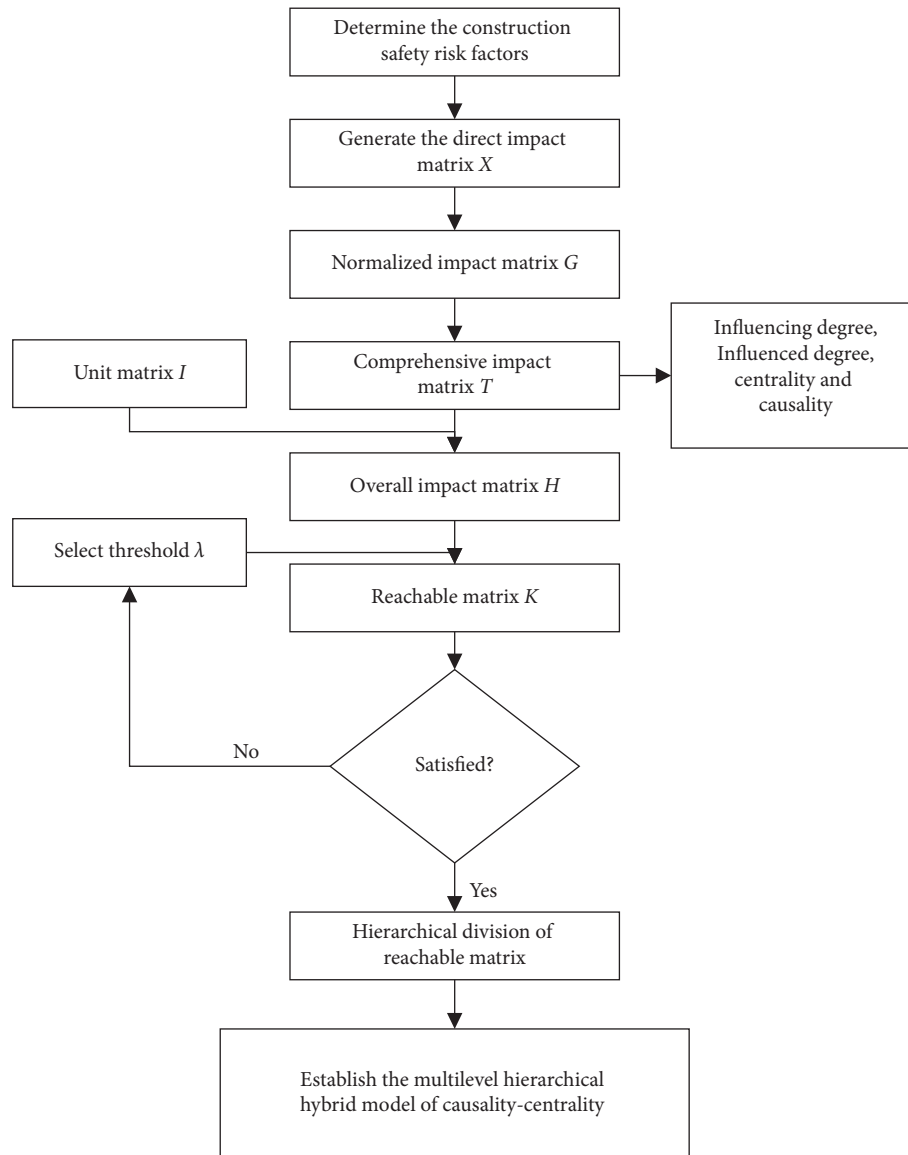 Determine the construction
safety risk factors
Generate the direct impact
matrix X
Normalized impact matrix G
Unit matrix I
Comprehensive impact
matrix T
Influencing degree,
Influenced degree,
centrality and
causality
Overall impact matrix H
Select threshold λ
Reachable matrix K
Satisfied?
No
Yes
Hierarchical division of
reachable matrix
Establish the multilevel hierarchical
hybrid model of causality-centrality